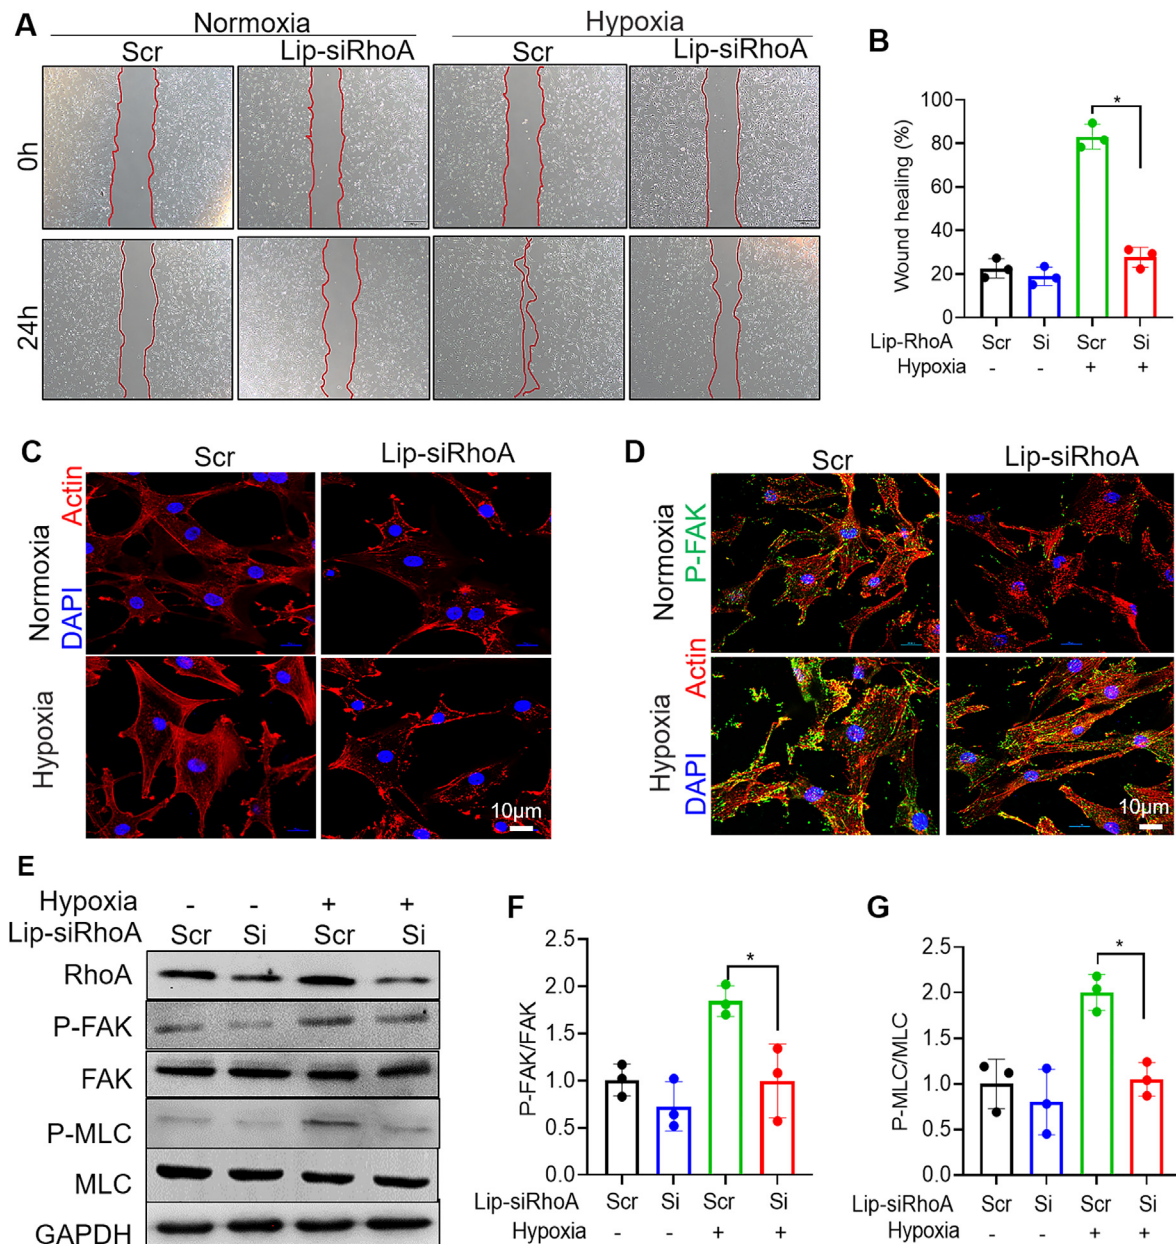 A
Normoxia
Hypoxia
Scr
Lip-siRhoA
Scr
Lip-siRhoA
0h
24h
B
Wound healing (%)
100
80
60
40
20
0
*
Lip-RhoA Scr Si Scr Si
Hypoxia - - + +
C
Scr
Lip-siRhoA
Normoxia
Hypoxia
DAPI
Actin
10μm
D
Scr
Lip-siRhoA
Normoxia
Hypoxia
DAPI
Actin
P-FAK
10μm
E
Hypoxia - - + +
Lip-siRhoA Scr Si Scr Si
RhoA
P-FAK
FAK
P-MLC
MLC
GAPDH
F
P-FAK/FAK
2.5
2.0
1.5
1.0
0.5
0.0
*
Lip-siRhoA Scr Si Scr Si
Hypoxia - - + +
G
P-MLC/MLC
2.5
2.0
1.5
1.0
0.5
0.0
*
Lip-siRhoA Scr Si Scr Si
Hypoxia - - + +